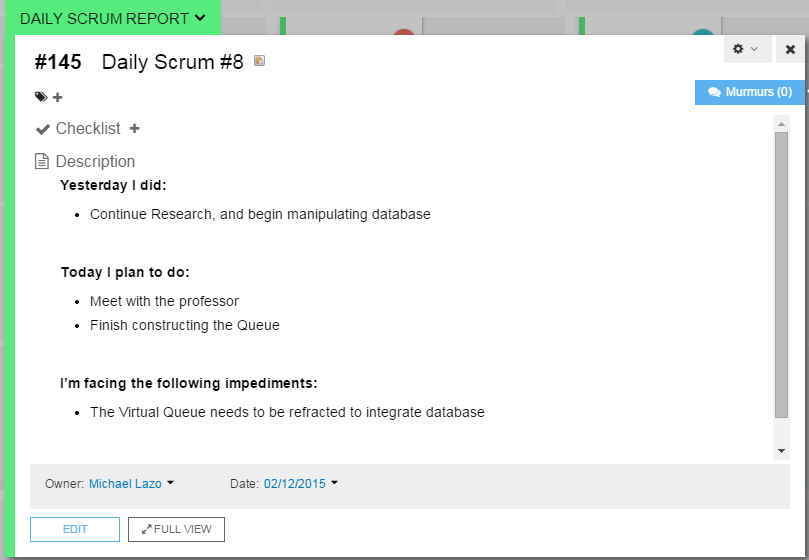 DAILY SCRUM REPORT
#145 Daily Scrum #8
Murmurs (0)
Checklist
Description
Yesterday I did:
Continue Research, and begin manipulating database
Today I plan to do:
Meet with the professor
Finish constructing the Queue
I'm facing the following impediments:
The Virtual Queue needs to be refracted to integrate database
Owner: Michael Lazo Date: 02/12/2015
EDIT FULL VIEW